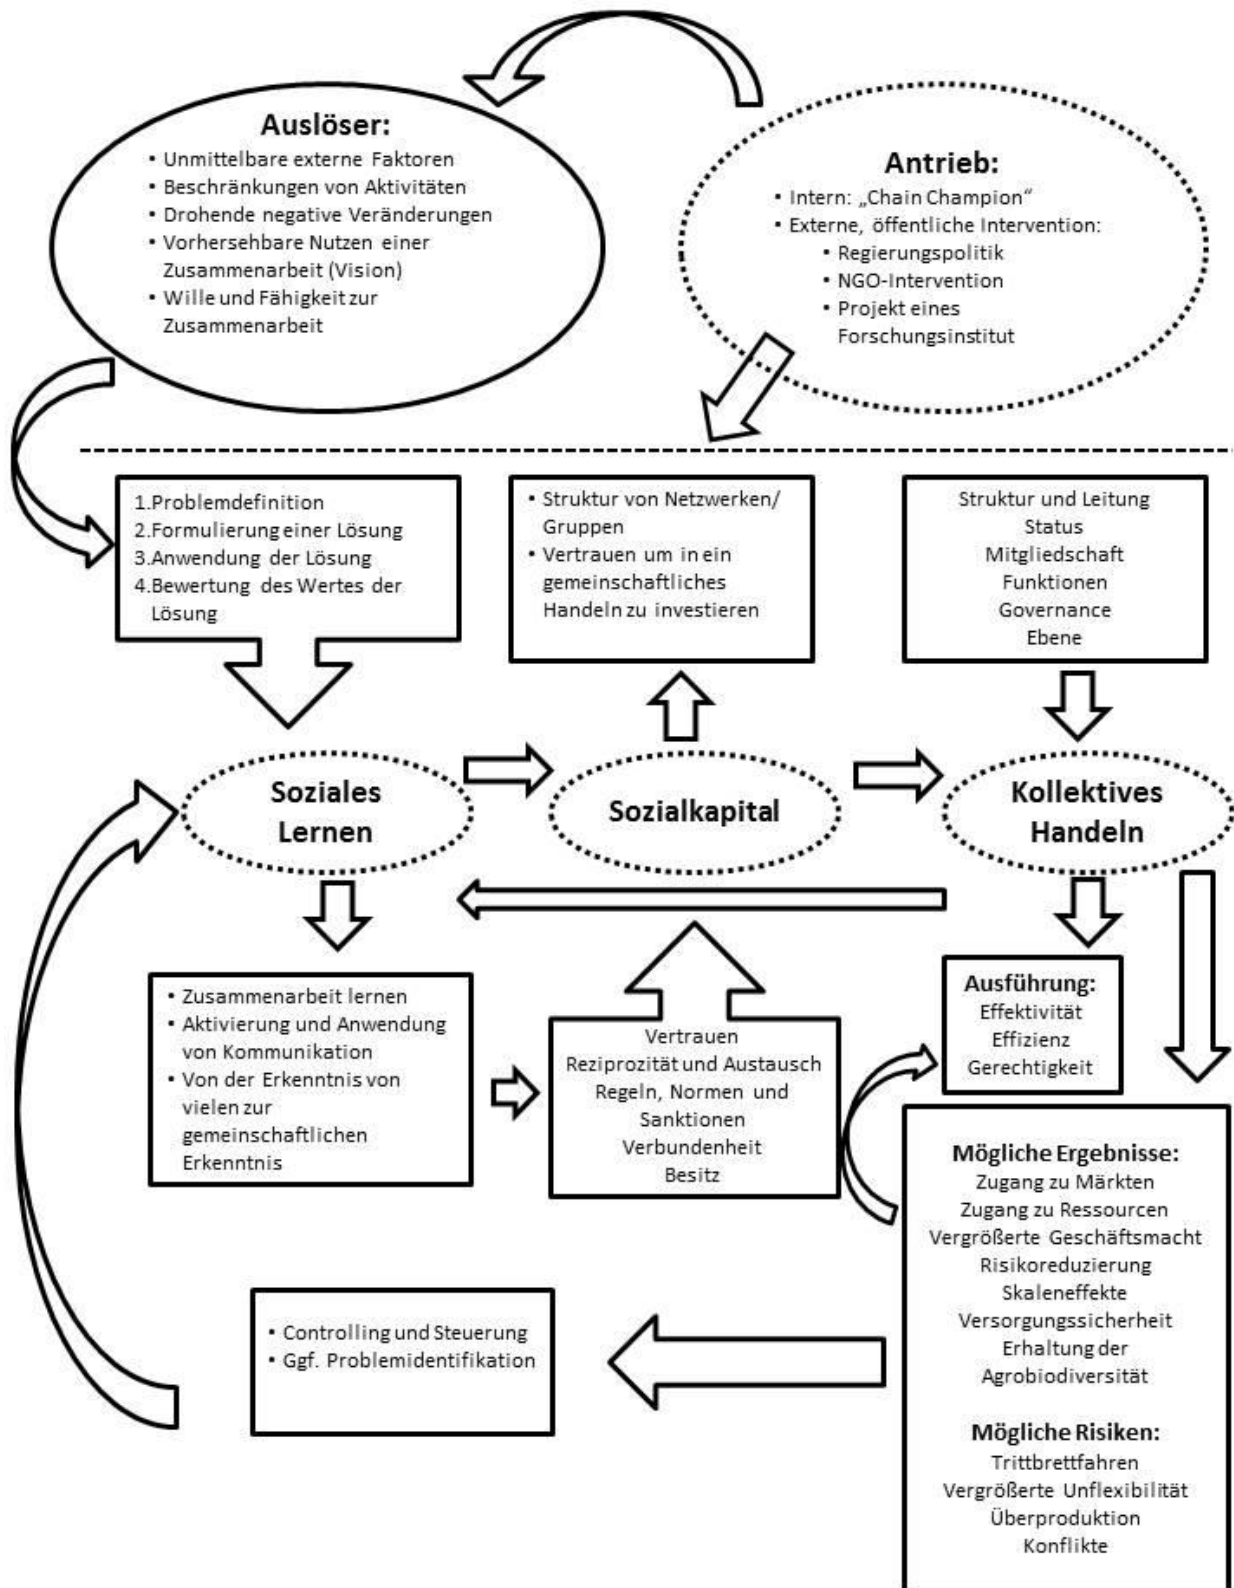 Auslöser:
▪ Unmittelbare externe Faktoren
▪ Beschränkungen von Aktivitäten
▪ Drohende negative Veränderungen
▪ Vorhersehbare Nutzen einer
Zusammenarbeit (Vision)
▪ Wille und Fähigkeit zur
Zusammenarbeit
Antrieb:
▪ Intern: „Chain Champion“
▪ Externe, öffentliche Intervention:
▪ Regierungspolitik
▪ NGO-Intervention
▪ Projekt eines
Forschungsinstitut
1.Problemdefinition
2.Formulierung einer Lösung
3.Anwendung der Lösung
4.Bewertung des Wertes der
Lösung
• Struktur von Netzwerken/
Gruppen
• Vertrauen um in ein
gemeinschaftliches
Handeln zu investieren
Struktur und Leitung
Status
Mitgliedschaft
Funktionen
Governance
Ebene
Soziales
Lernen
Sozialkapital
Kollektives
Handeln
• Zusammenarbeit lernen
• Aktivierung und Anwendung
von Kommunikation
• Von der Erkenntnis von
vielen zur
gemeinschaftlichen
Erkenntnis
Vertrauen
Reziprozität und Austausch
Regeln, Normen und
Sanktionen
Verbundenheit
Besitz
Ausführung:
Effektivität
Effizienz
Gerechtigkeit
Mögliche Ergebnisse:
Zugang zu Märkten
Zugang zu Ressourcen
Vergrößerte Geschäftsmacht
Risikoreduzierung
Skaleneffekte
Versorgungssicherheit
Erhaltung der
Agrobiodiversität
Mögliche Risiken:
Trittbrettfahren
Vergrößerte Unflexibilität
Überproduktion
Konflikte
• Controlling und Steuerung
• Ggf. Problemidentifikation